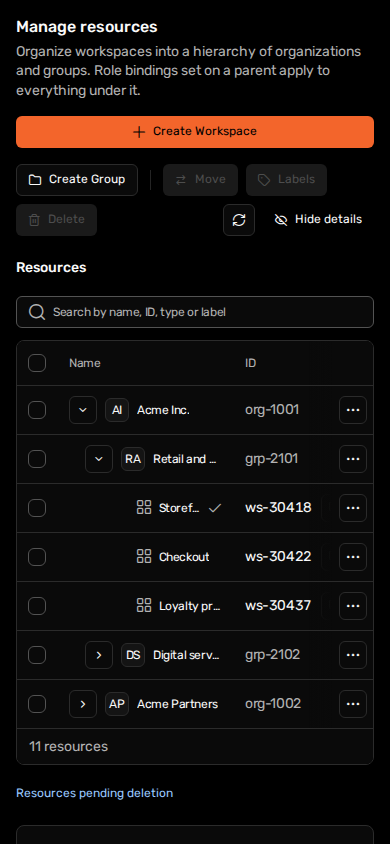 Manage resources
Organize workspaces into a hierarchy of organizations
and groups. Role bindings set on a parent apply to
everything under it.
Create Workspace
Create Group
Move
Labels
Delete
Hide details
Resources
Search by name, ID, type or label
Name ID
AI Acme Inc. org-1001
RA Retail and ... grp-2101
Storef... ws-30418
Checkout ws-30422
Loyalty pr... ws-30437
DS Digital serv... grp-2102
AP Acme Partners org-1002
11 resources
Resources pending deletion